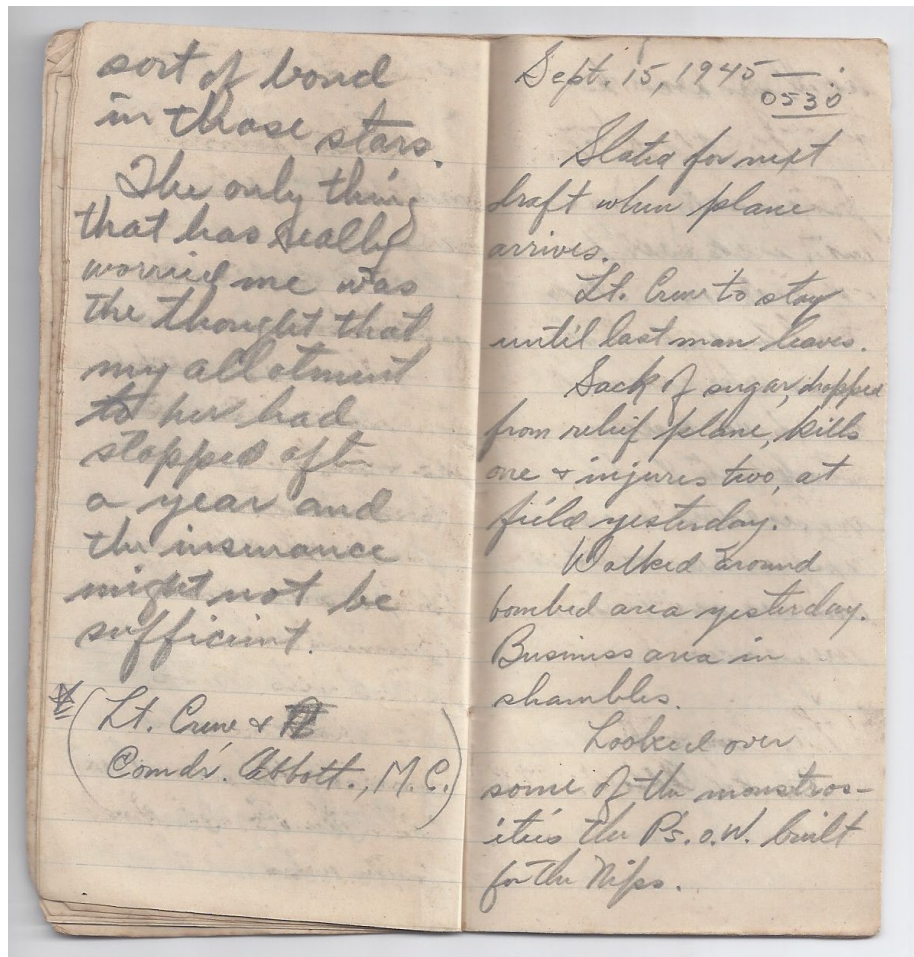 sort of bond
in those stars.
The only thing
that has really
worried me was
the thought that
my allotment
to her had
stopped after
a year and
the insurance
might not be
sufficient.
(Lt. Crew &
Comdr. Abbott, M.C.)
Sept. 15, 1945 —
0530
Slated for next
draft when plane
arrives.
Lt. Crew to stay
until last man leaves.
Sack of sugar, dropped
from relief plane, kills
one & injures two, at
field yesterday.
Walked around
bombed area yesterday.
Business area in
shambles.
Looked over
some of the monstros-
ities the P's. o. W. built
for the Nips.